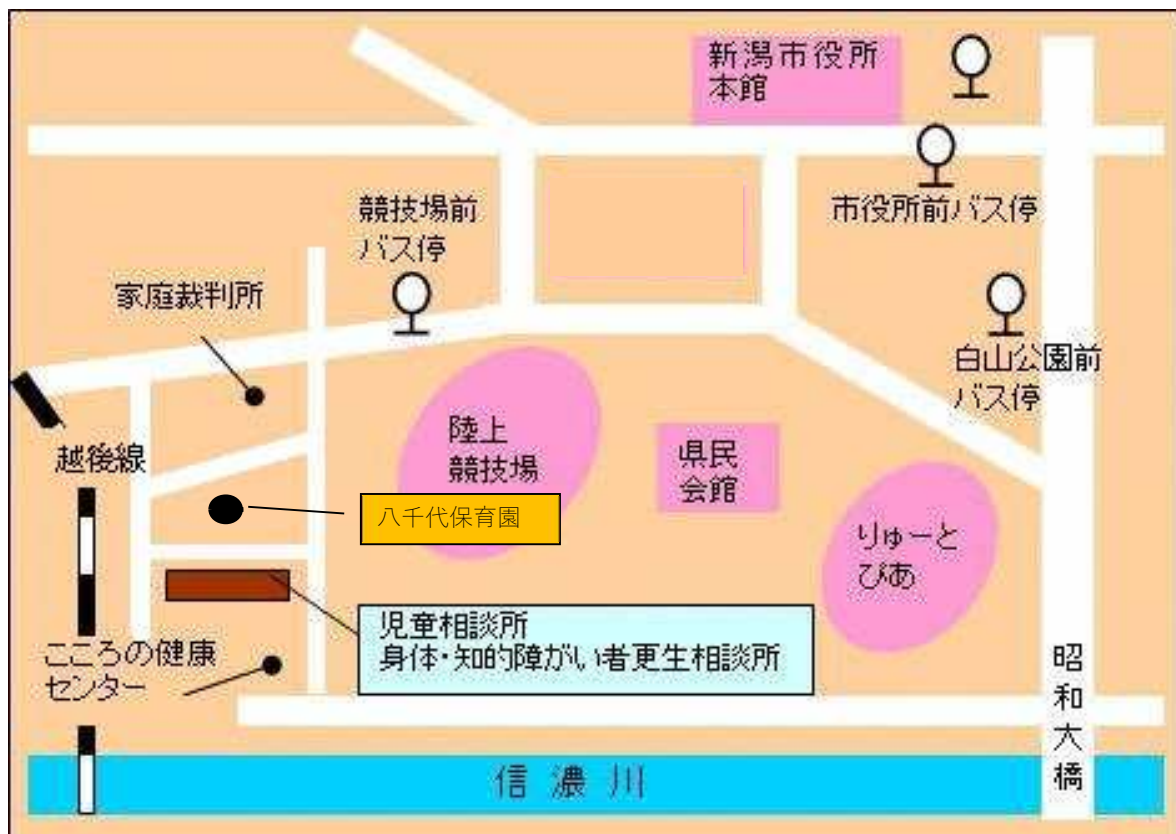 新潟市役所
本館
市役所前バス停
競技場前
バス停
家庭裁判所
白山公園前
バス停
越後線
陸上
競技場
県民
会館
八千代保育園
りゅーと
ぴあ
児童相談所
身体・知的障がい者更生相談所
こころの健康
センター
昭和大橋
信濃川